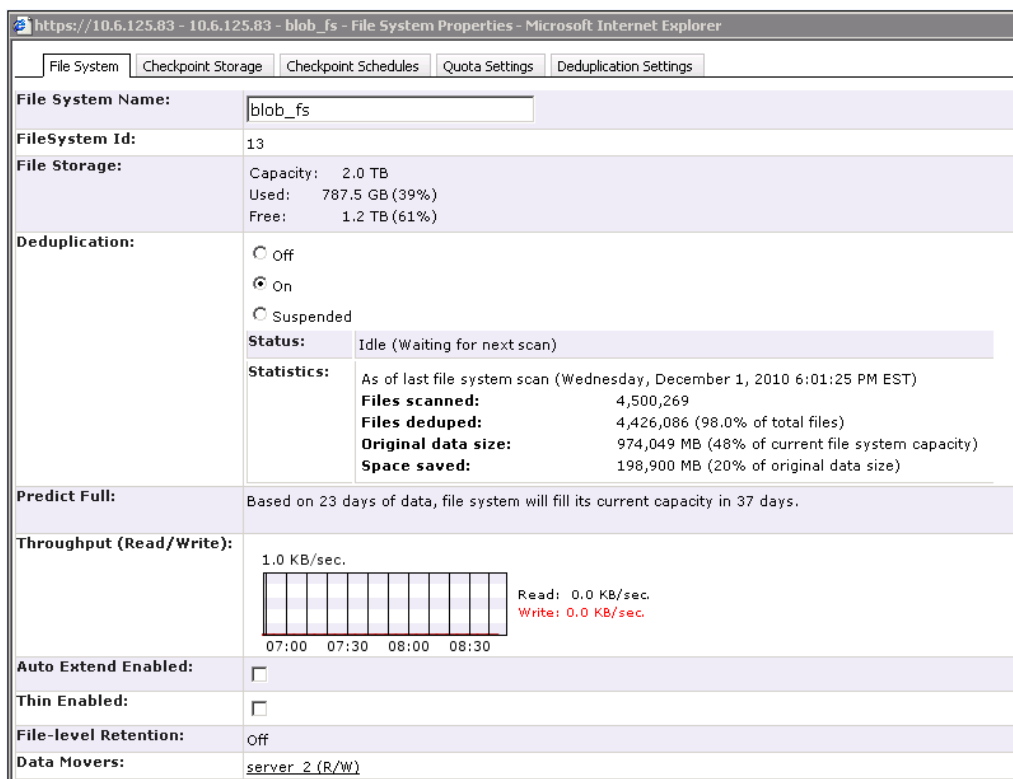 https://10.6.125.83 - 10.6.125.83 - blob_fs - File System Properties - Microsoft Internet Explorer
File System Checkpoint Storage Checkpoint Schedules Quota Settings Deduplication Settings
File System Name: blob_fs
FileSystem Id: 13
File Storage: Capacity: 2.0 TB
Used: 787.5 GB (39%)
Free: 1.2 TB (61%)
Deduplication:
Off
On
Suspended
Status: Idle (Waiting for next scan)
Statistics: As of last file system scan (Wednesday, December 1, 2010 6:01:25 PM EST)
Files scanned: 4,500,269
Files deduped: 4,426,086 (98.0% of total files)
Original data size: 974,049 MB (48% of current file system capacity)
Space saved: 198,900 MB (20% of original data size)
Predict Full: Based on 23 days of data, file system will fill its current capacity in 37 days.
Throughput (Read/Write):
1.0 KB/sec.
Read: 0.0 KB/sec.
Write: 0.0 KB/sec.
07:00 07:30 08:00 08:30
Auto Extend Enabled:
Thin Enabled:
File-level Retention: Off
Data Movers: server_2 (R/W)